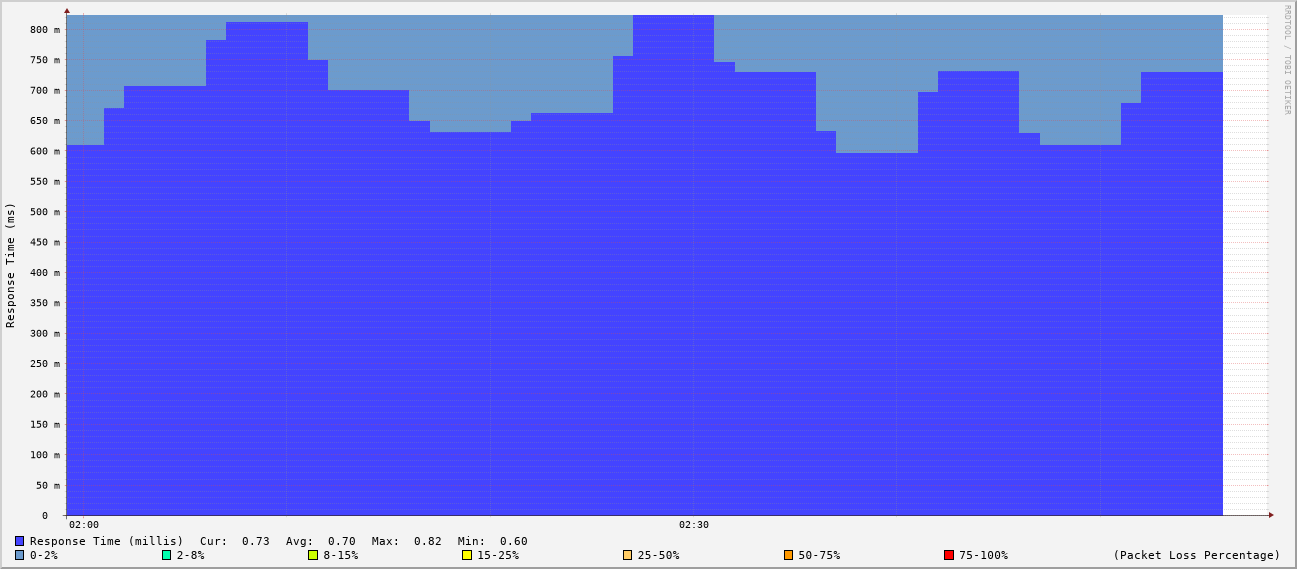 RRDTOOL / TOBI OETIKER
Response Time (ms)
800 m
750 m
700 m
650 m
600 m
550 m
500 m
450 m
400 m
350 m
300 m
250 m
200 m
150 m
100 m
50 m
0
02:00 02:30
Response Time (millis) Cur: 0.73 Avg: 0.70 Max: 0.82 Min: 0.60
0-2% 2-8% 8-15% 15-25% 25-50% 50-75% 75-100% (Packet Loss Percentage)